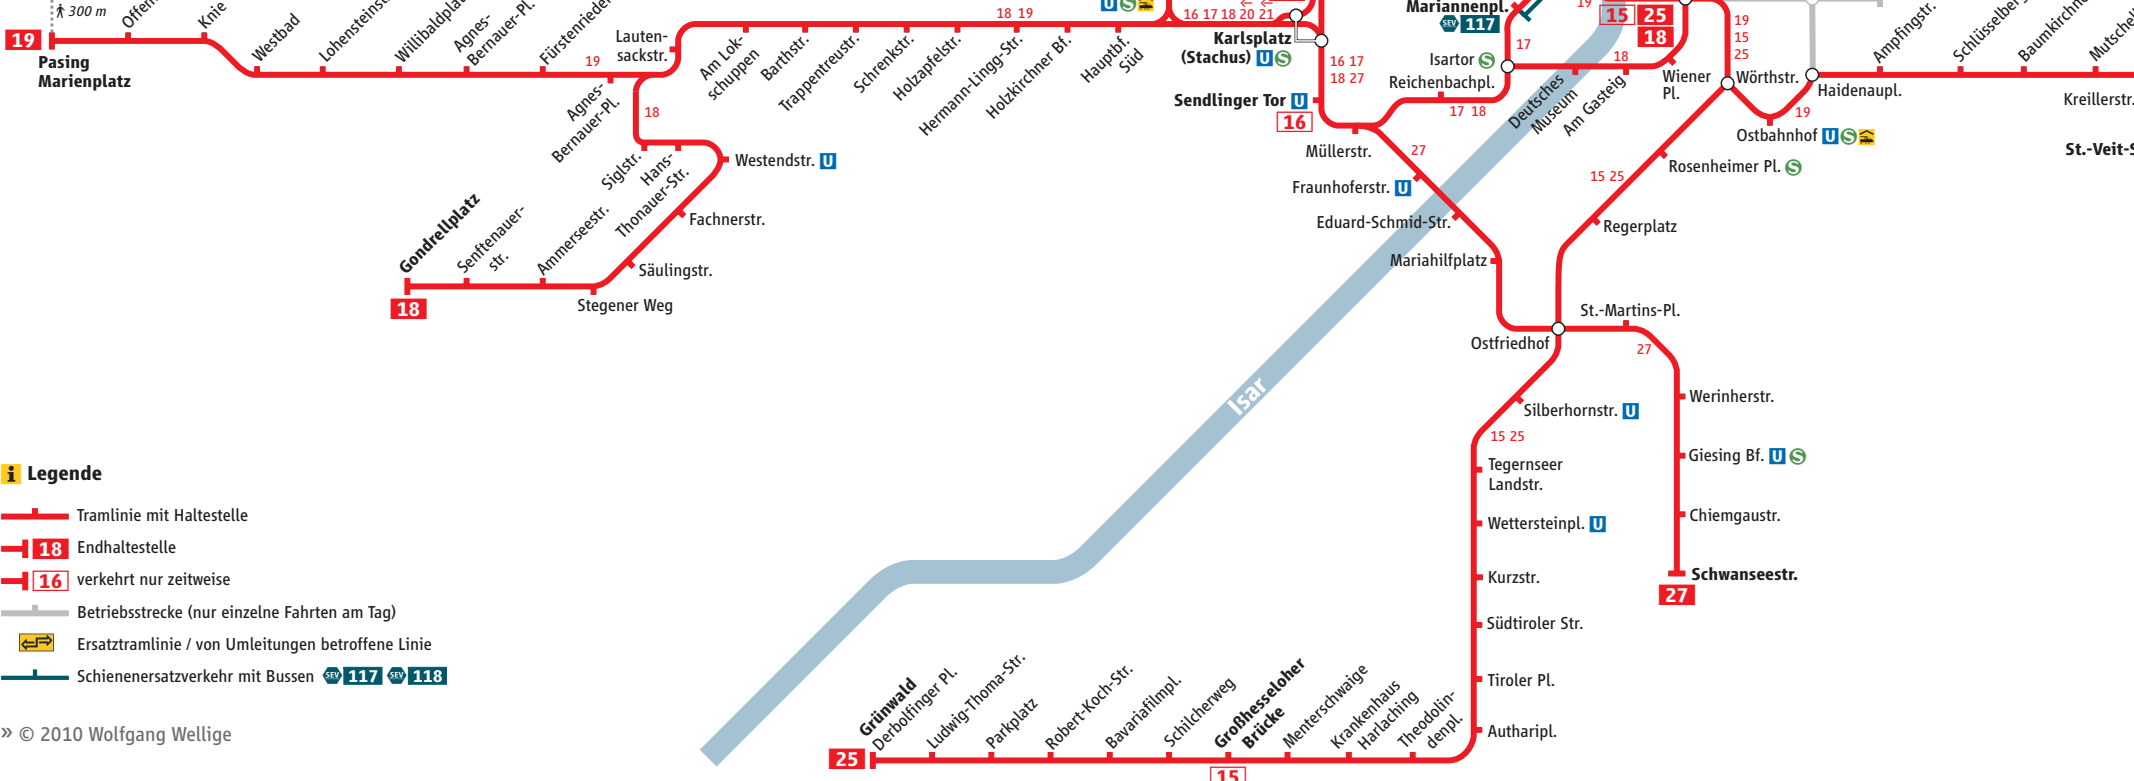 300 m
19
Pasing
Marienplatz
Knie
Westbad
Agnes-
Bernauer-Pl.
19
Lauten-
sackstr.
Agnes-
Bernauer-Pl.
18
Am Lok-
schuppen
Barthstr.
Trappentreustr.
Schrenkstr.
Holzapfelstr.
Hermann-Lingg-Str.
18 19
Holzkirchner Bf.
Hauptbf.
Süd
U S
16 17 18 20 21
Karlsplatz
(Stachus) U S
16 17
18 27
Sendlinger Tor U
16
Mariannenpl.
SEV 117
17
Isartor S
Reichenbachpl.
17 18
Deutsches
Museum
Am Gasteig
18
19
15 25
18
Wiener
Pl.
19
15
25
Wörthstr.
Haidenaupl.
19
Ostbahnhof U S
Ampfingstr.
Kreillerstr.
Siglstr.
Hans-
Thonauer-Str.
Westendstr. U
Fachnerstr.
Säulingstr.
Stegener Weg
Ammerseestr.
Senftenauer-
str.
Gondrellplatz
18
Müllerstr.
27
Fraunhoferstr. U
Eduard-Schmid-Str.
Mariahilfplatz
15 25
Rosenheimer Pl. S
Regerplatz
St.-Martins-Pl.
Ostfriedhof
27
Werinherstr.
Giesing Bf. U S
Chiemgaustr.
Schwanseestr.
27
Silberhornstr. U
15 25
Tegernseer
Landstr.
Wettersteinpl. U
Kurzstr.
Südtiroler Str.
Tiroler Pl.
Autharipl.
Theodolin-
denpl.
Krankenhaus
Harlaching
Menterschwaige
Großhesseloher
Brücke
15
Schilcherweg
Bavariafilmpl.
Robert-Koch-Str.
Parkplatz
Ludwig-Thoma-Str.
Derbolfinger Pl.
Grünwald
25
Isar
i Legende
Tramlinie mit Haltestelle
18 Endhaltestelle
16 verkehrt nur zeitweise
Betriebsstrecke (nur einzelne Fahrten am Tag)
Ersatztramlinie / von Umleitungen betroffene Linie
Schienenersatzverkehr mit Bussen SEV 117 SEV 118
» © 2010 Wolfgang Wellige